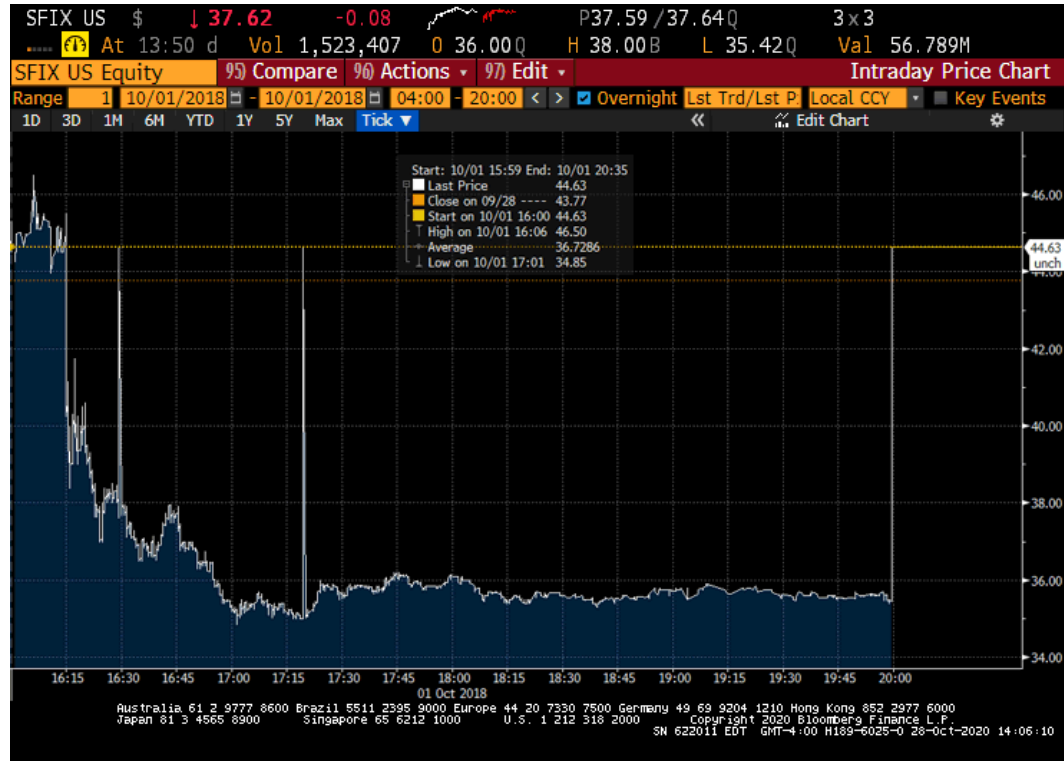 SFIX US $ ↓ 37.62 -0.08 P37.59 / 37.64Q 3 x 3
At 13:50 d Vol 1,523,407 O 36.00Q H 38.00B L 35.42Q Val 56.789M
SFIX US Equity 95) Compare 96) Actions 97) Edit Intraday Price Chart
Range 1 10/01/2018 - 10/01/2018 04:00 - 20:00 < > Overnight Lst Trd/Lst P: Local CCY Key Events
1D 3D 1M 6M YTD 1Y 5Y Max Tick ▼ « Edit Chart
Start: 10/01 15:59 End: 10/01 20:35
Last Price 44.63
Close on 09/28 ---- 43.77
Start on 10/01 16:00 44.63
High on 10/01 16:06 46.50
Average 36.7286
Low on 10/01 17:01 34.85
46.00
44.63
unch
44.00
42.00
40.00
38.00
36.00
34.00
16:15 16:30 16:45 17:00 17:15 17:30 17:45 18:00 18:15 18:30 18:45 19:00 19:15 19:30 19:45 20:00
01 Oct 2018
Australia 61 2 9777 8600 Brazil 5511 2395 9000 Europe 44 20 7330 7500 Germany 49 69 9204 1210 Hong Kong 852 2977 6000
Japan 81 3 4565 8900 Singapore 65 6212 1000 U.S. 1 212 318 2000 Copyright 2020 Bloomberg Finance L.P.
SN 622011 EDT GMT-4:00 H189-6025-0 28-Oct-2020 14:06:10